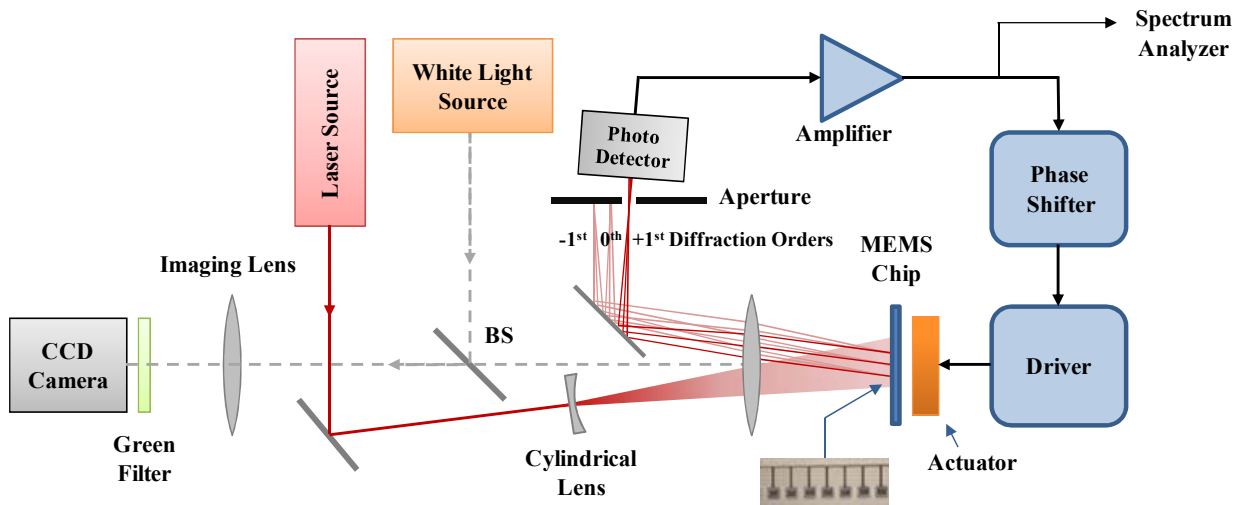 Spectrum
Analyzer
Laser Source
White Light
Source
Amplifier
Photo
Detector
Phase
Shifter
Aperture
-1st 0th +1st Diffraction Orders
MEMS
Chip
Imaging Lens
BS
CCD
Camera
Driver
Green
Filter
Cylindrical
Lens
Actuator